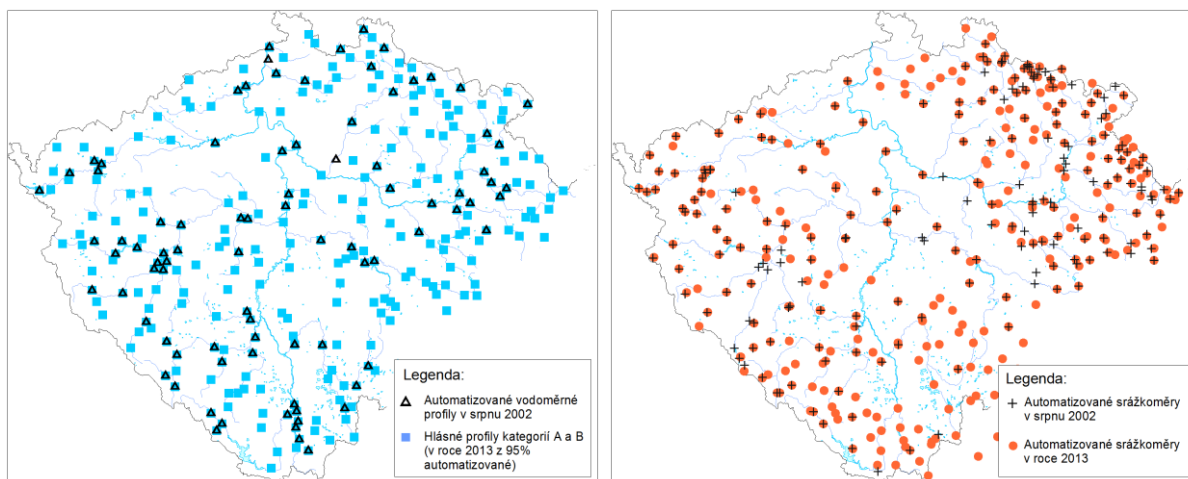 Legenda:
Automatizované vodoměrné
profily v srpnu 2002
Hlásné profily kategorií A a B
(v roce 2013 z 95%
automatizované)
Legenda:
Automatizované srážkoměry
v srpnu 2002
Automatizované srážkoměry
v roce 2013